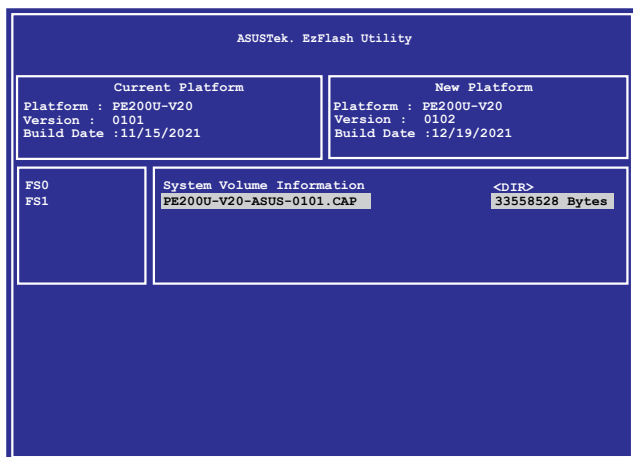 ASUSTek. EzFlash Utility
Current Platform
Platform : PE200U-V20
Version : 0101
Build Date :11/15/2021
New Platform
Platform : PE200U-V20
Version : 0102
Build Date :12/19/2021
FS0
FS1
System Volume Information <DIR>
PE200U-V20-ASUS-0101.CAP 33558528 Bytes